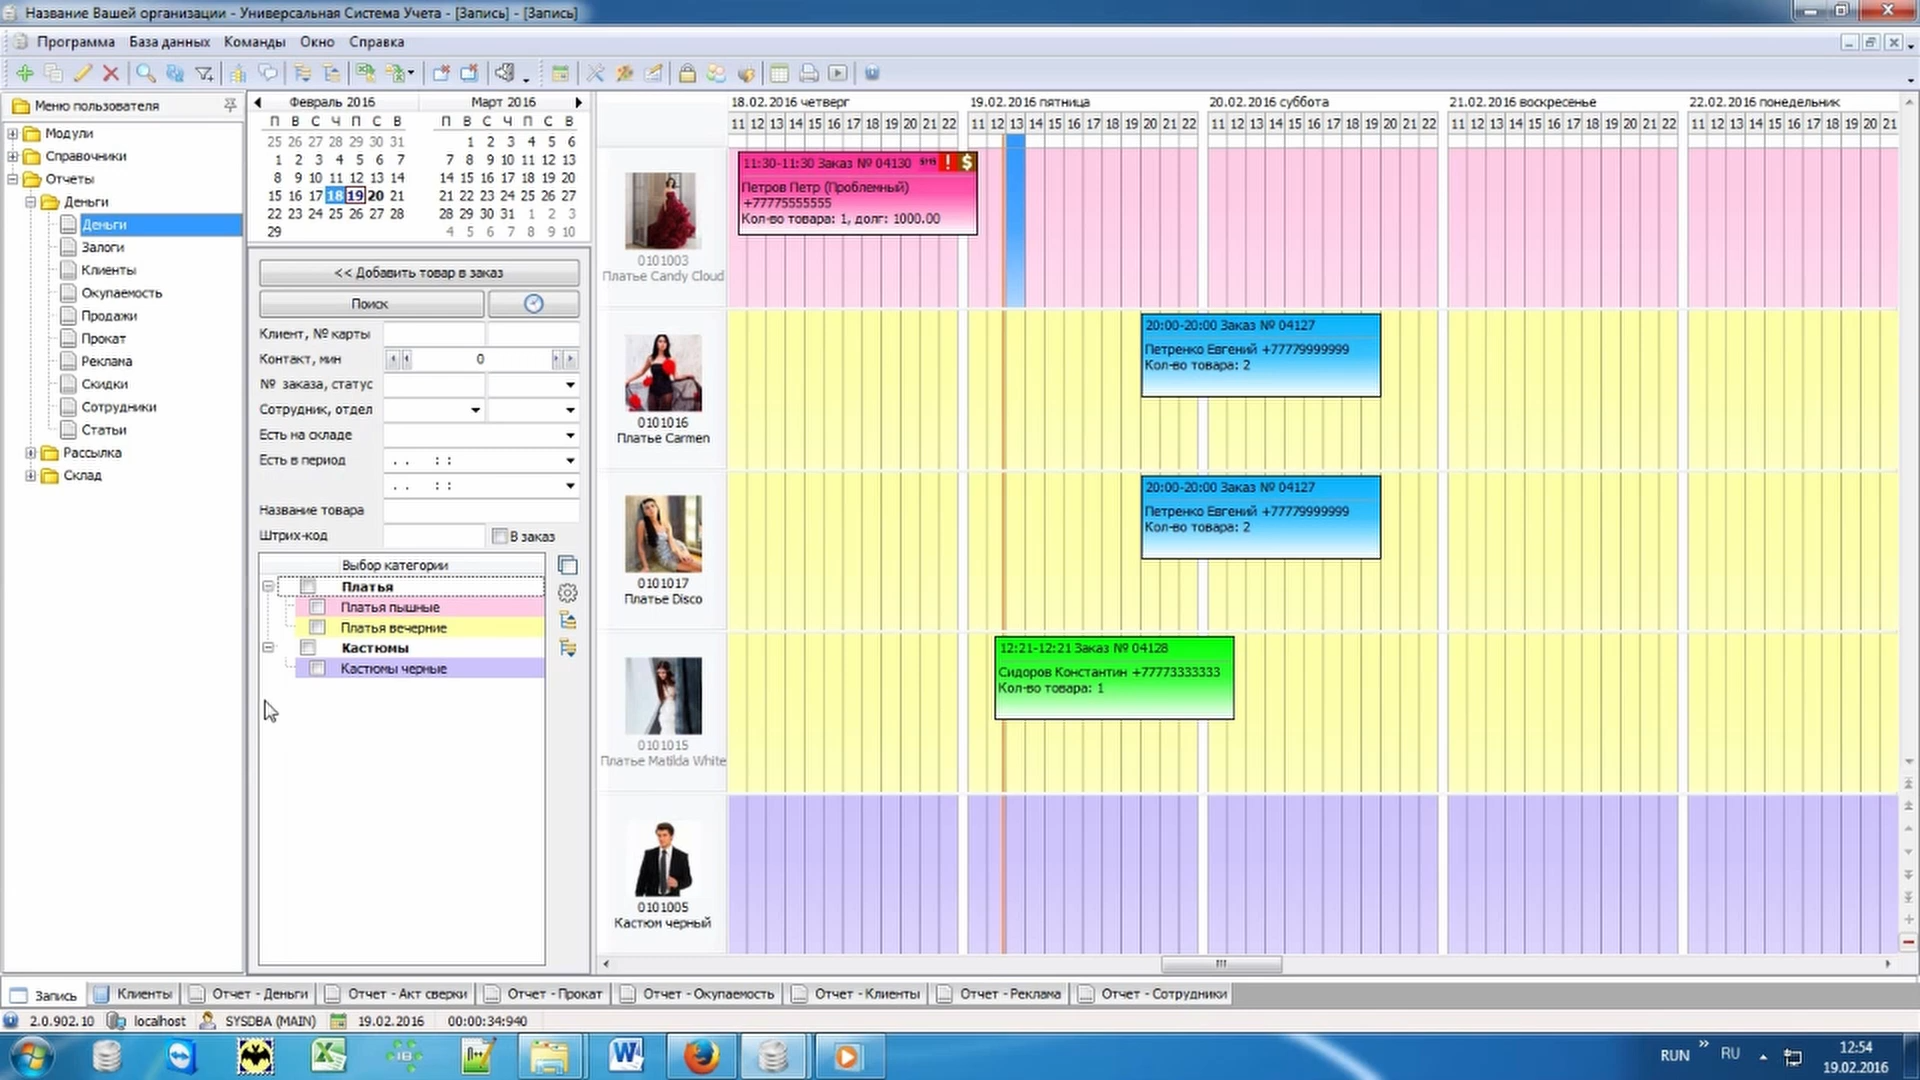 Название Вашей организации - Универсальная Система Учета - [Запись] - [Запись]
Программа База данных Команды Окно Справка
Меню пользователя
Модули
Справочники
Отчеты
Деньги
Деньги
Залоги
Клиенты
Окупаемость
Продажи
Прокат
Реклама
Скидки
Сотрудники
Статьи
Рассылка
Склад
Февраль 2016 Март 2016
П В С Ч П С В П В С Ч П С В
25 26 27 28 29 30 31 1 2 3 4 5 6
1 2 3 4 5 6 7 7 8 9 10 11 12 13
8 9 10 11 12 13 14 14 15 16 17 18 19 20
15 16 17 18 19 20 21 21 22 23 24 25 26 27
22 23 24 25 26 27 28 28 29 30 31 1 2 3
29 4 5 6 7 8 9 10
<< Добавить товар в заказ
Поиск
Клиент, № карты
Контакт, мин 0
№ заказа, статус
Сотрудник, отдел
Есть на складе
Есть в период . . : :
. . : :
Название товара
Штрих-код В заказ
Выбор категории
Платья
Платья пышные
Платья вечерние
Костюмы
Костюмы черные
18.02.2016 четверг 19.02.2016 пятница 20.02.2016 суббота 21.02.2016 воскресенье 22.02.2016 понедельник
11 12 13 14 15 16 17 18 19 20 21 22 11 12 13 14 15 16 17 18 19 20 21 22 11 12 13 14 15 16 17 18 19 20 21 22 11 12 13 14 15 16 17 18 19 20 21 22 11 12 13 14 15 16 17 18 19 20 21
11:30-11:30 Заказ № 04130 SMS ! $
Петров Петр (Проблемный)
+77775555555
Кол-во товара: 1, долг: 1000.00
0101003
Платье Candy Cloud
20:00-20:00 Заказ № 04127
Петренко Евгений +77779999999
Кол-во товара: 2
0101016
Платье Carmen
20:00-20:00 Заказ № 04127
Петренко Евгений +77779999999
Кол-во товара: 2
0101017
Платье Disco
12:21-12:21 Заказ № 04128
Сидоров Константин +77773333333
Кол-во товара: 1
0101015
Платье Matilda White
0101005
Кастюм черный
Запись Клиенты Отчет - Деньги Отчет - Акт сверки Отчет - Прокат Отчет - Окупаемость Отчет - Клиенты Отчет - Реклама Отчет - Сотрудники
2.0.902.10 localhost SYSDBA (MAIN) 19.02.2016 00:00:34:940
RUN » RU 12:54
19.02.2016